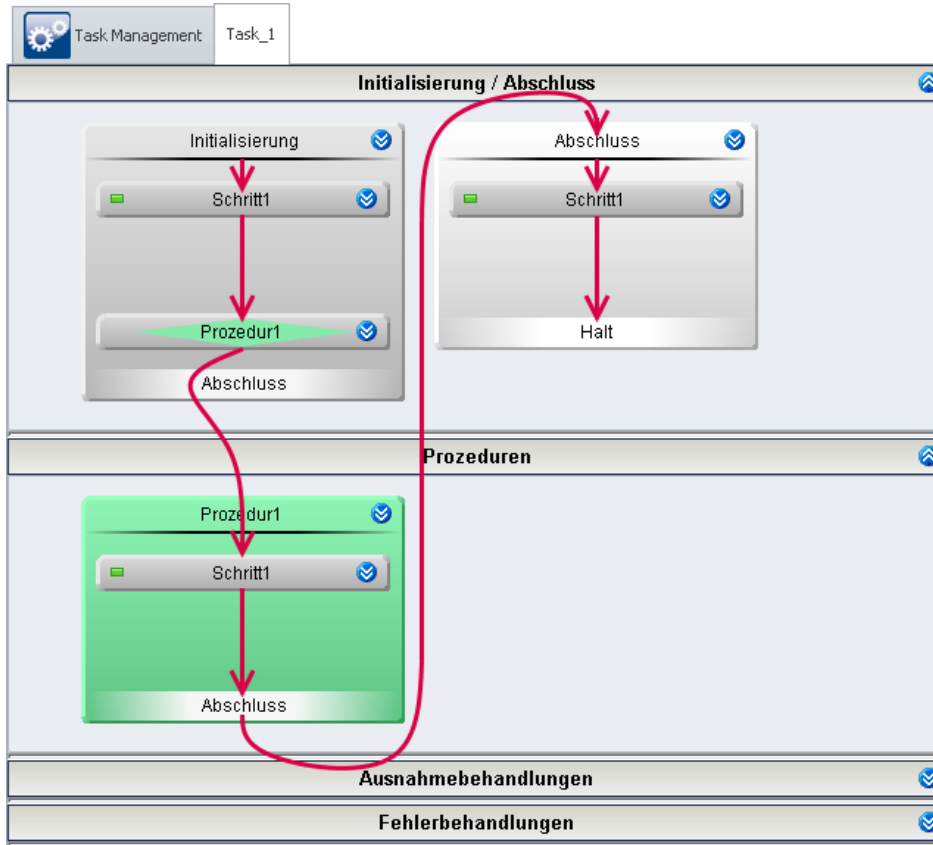 Task Management
Task_1
Initialisierung / Abschluss
Initialisierung
Schritt1
Prozedur1
Abschluss
Abschluss
Schritt1
Halt
Prozeduren
Prozedur1
Schritt1
Abschluss
Ausnahmebehandlungen
Fehlerbehandlungen